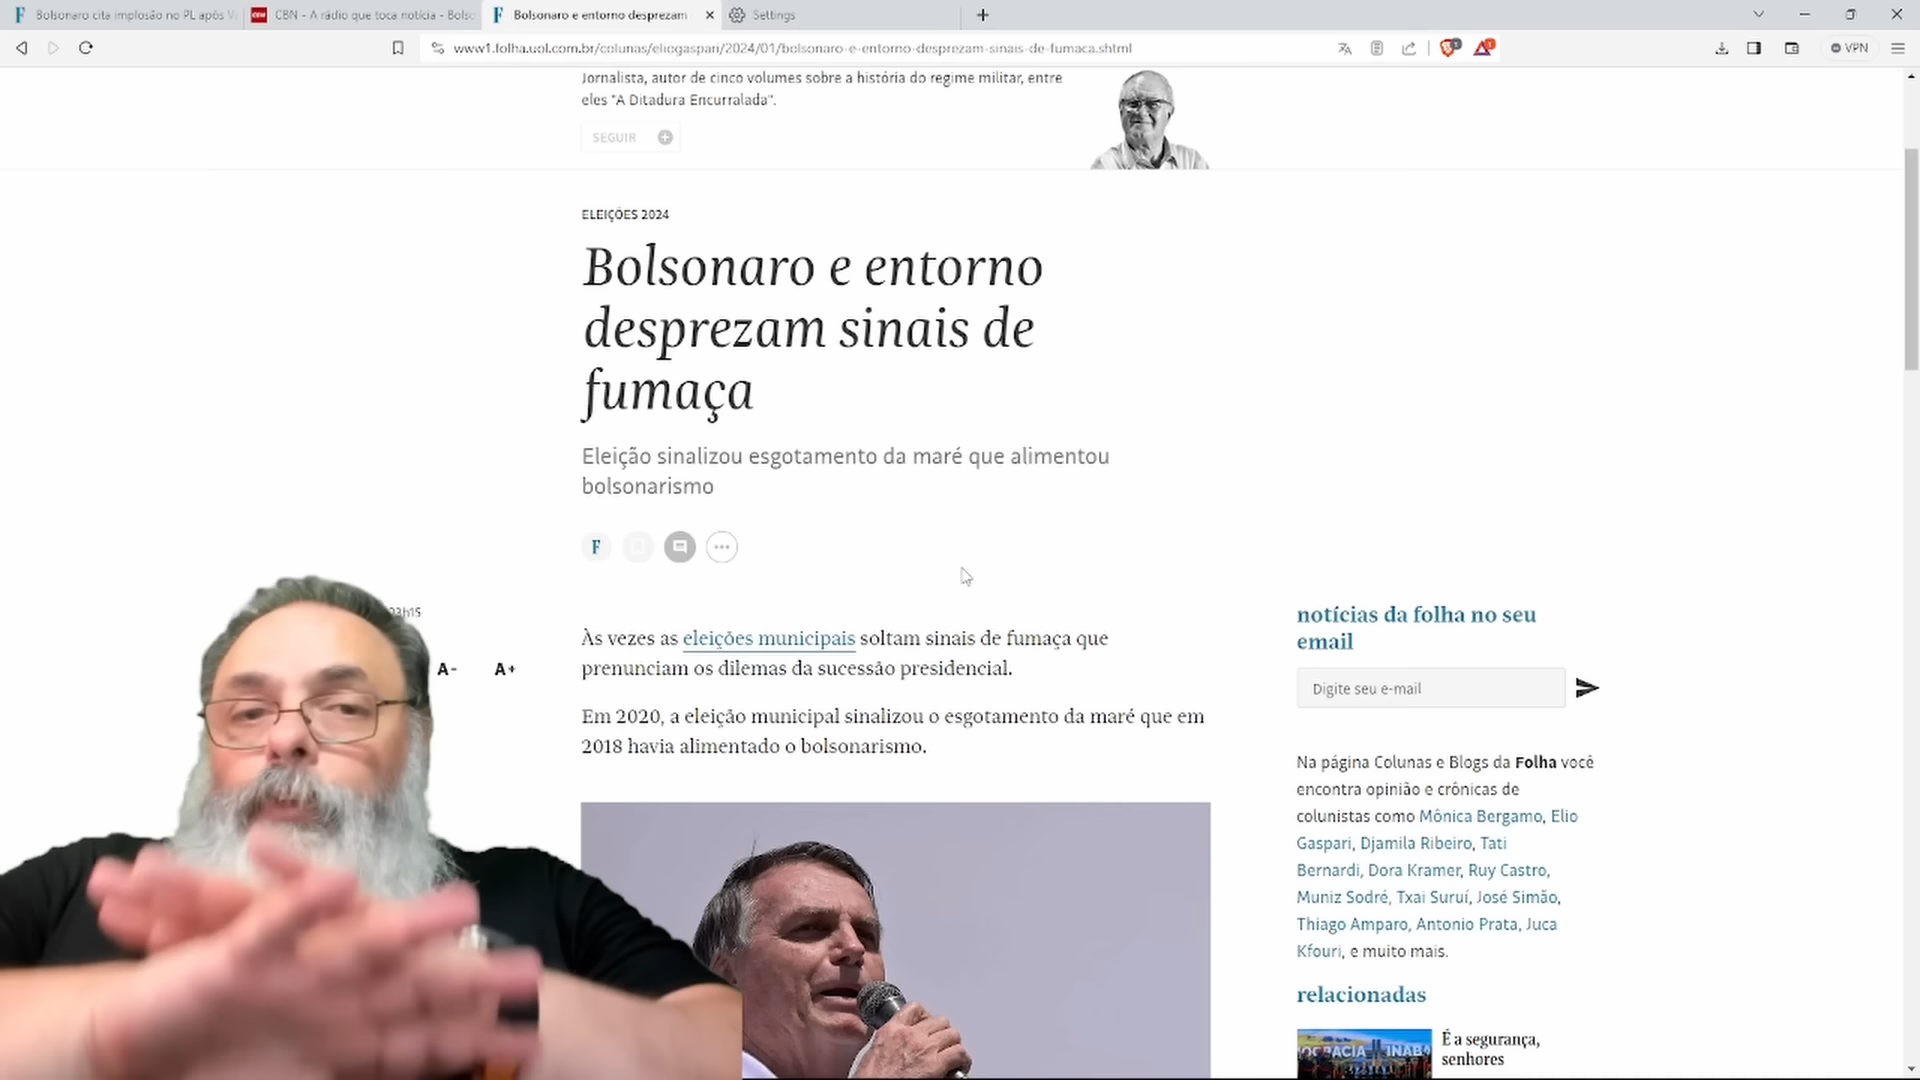 Bolsonaro cita implosão no PL após V
CBN - A rádio que toca notícia - Bolso
Bolsonaro e entorno desprezam
Settings
www1.folha.uol.com.br/colunas/eliogaspari/2024/01/bolsonaro-e-entorno-desprezam-sinais-de-fumaca.shtml
VPN
Jornalista, autor de cinco volumes sobre a história do regime militar, entre
eles "A Ditadura Encurralada".
SEGUIR
ELEIÇÕES 2024
Bolsonaro e entorno
desprezam sinais de
fumaça
Eleição sinalizou esgotamento da maré que alimentou
bolsonarismo
F
23h15
A- A+
Às vezes as eleições municipais soltam sinais de fumaça que
prenunciam os dilemas da sucessão presidencial.
Em 2020, a eleição municipal sinalizou o esgotamento da maré que em
2018 havia alimentado o bolsonarismo.
notícias da folha no seu
email
Digite seu e-mail
Na página Colunas e Blogs da Folha você
encontra opinião e crônicas de
colunistas como Mônica Bergamo, Elio
Gaspari, Djamila Ribeiro, Tati
Bernardi, Dora Kramer, Ruy Castro,
Muniz Sodré, Txai Suruí, José Simão,
Thiago Amparo, Antonio Prata, Juca
Kfouri, e muito mais.
relacionadas
OCRACIA INAB
É a segurança,
senhores